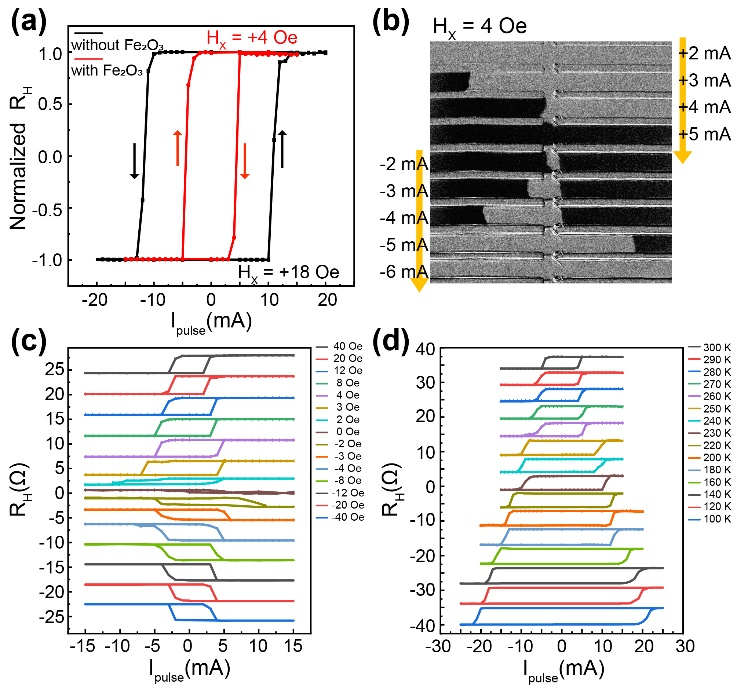 (a)
without Fe₂O₃
with Fe₂O₃
Hₓ = +4 Oe
Hₓ = +18 Oe
Normalized R_H
1.0
0.5
0.0
-0.5
-1.0
-20
-10
0
10
20
I_pulse(mA)
(b)
Hₓ = 4 Oe
+2 mA
+3 mA
+4 mA
+5 mA
-2 mA
-3 mA
-4 mA
-5 mA
-6 mA
(c)
R_H(Ω)
25
20
15
10
5
0
-5
-10
-15
-20
-25
-15
-10
-5
0
5
10
15
I_pulse(mA)
40 Oe
20 Oe
12 Oe
8 Oe
4 Oe
3 Oe
2 Oe
0 Oe
-2 Oe
-3 Oe
-4 Oe
-8 Oe
-12 Oe
-20 Oe
-40 Oe
(d)
R_H(Ω)
40
30
20
10
0
-10
-20
-30
-40
-30
-20
-10
0
10
20
30
I_pulse(mA)
300 K
290 K
280 K
270 K
260 K
250 K
240 K
230 K
220 K
200 K
180 K
160 K
140 K
120 K
100 K